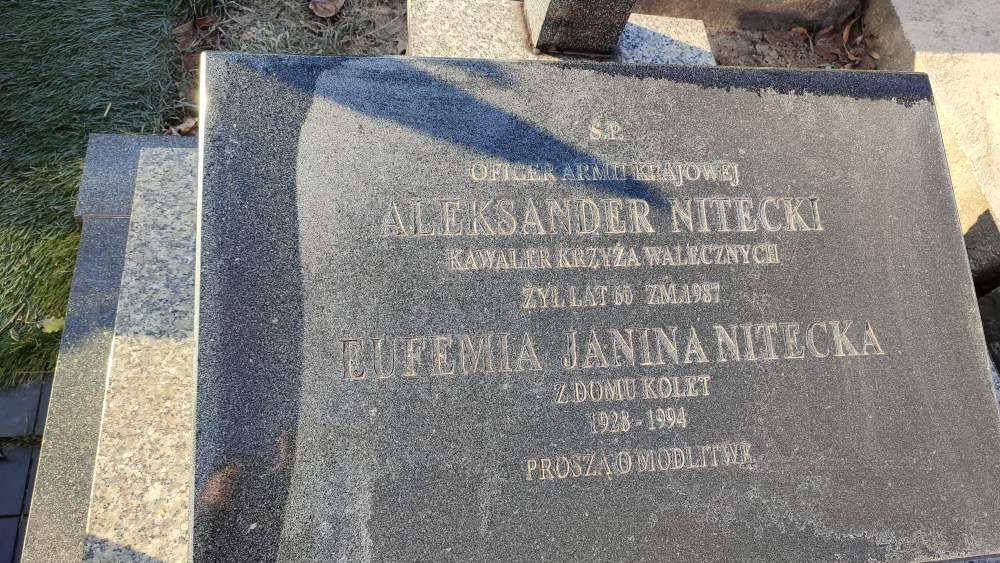 Ś.P.
OFICER ARMII KRAJOWEJ
ALEKSANDER NITECKI
KAWALER KRZYŻA WALECZNYCH
ŻYŁ LAT 60 ZM.1987
EUFEMIA JANINA NITECKA
Z DOMU KOLET
1928 - 1994
PROSZĄ O MODLITWĘ